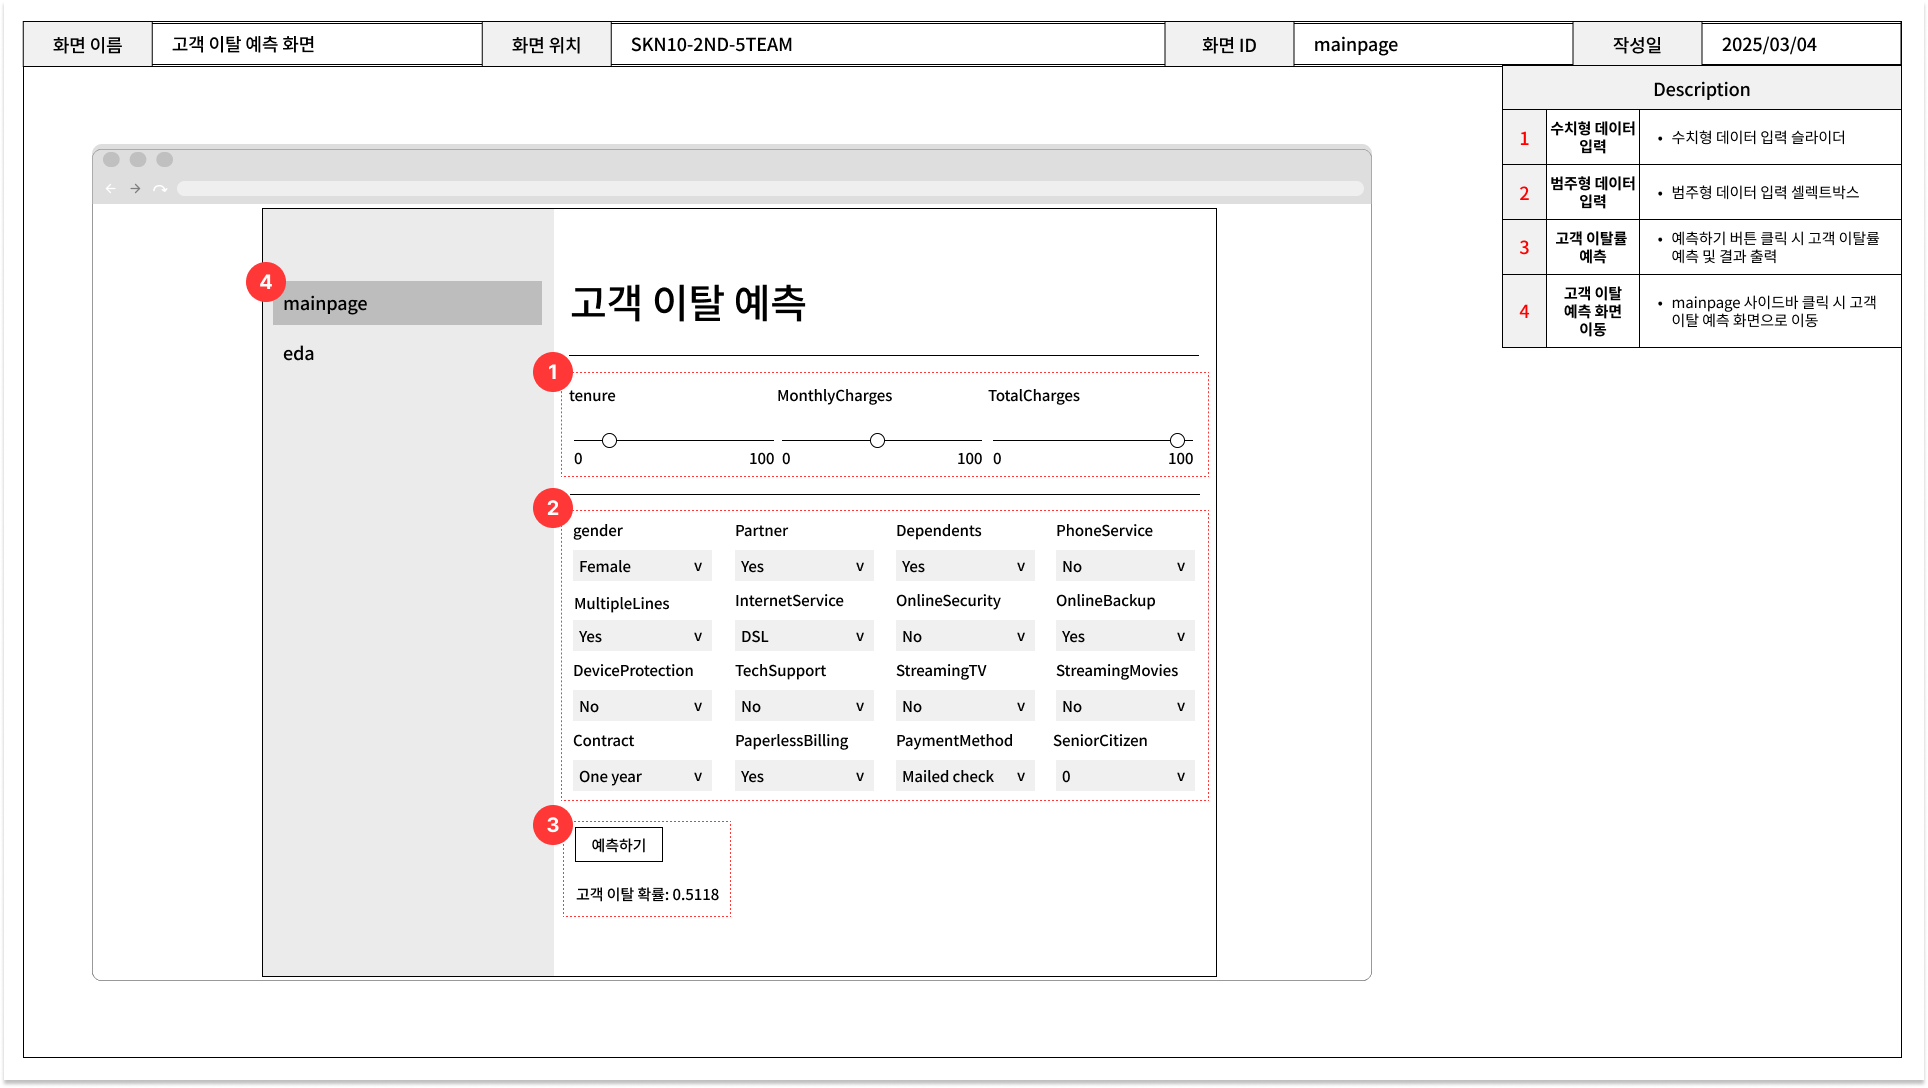 화면 이름 고객 이탈 예측 화면 화면 위치 SKN10-2ND-5TEAM 화면 ID mainpage 작성일 2025/03/04
Description
1 수치형 데이터 입력 • 수치형 데이터 입력 슬라이더
2 범주형 데이터 입력 • 범주형 데이터 입력 셀렉트박스
3 고객 이탈률 예측 • 예측하기 버튼 클릭 시 고객 이탈률 예측 및 결과 출력
4 고객 이탈 예측 화면 이동 • mainpage 사이드바 클릭 시 고객 이탈 예측 화면으로 이동
4
mainpage
eda
고객 이탈 예측
1
tenure MonthlyCharges TotalCharges
0 100 0 100 0 100
2
gender Partner Dependents PhoneService
Female v Yes v Yes v No v
MultipleLines InternetService OnlineSecurity OnlineBackup
Yes v DSL v No v Yes v
DeviceProtection TechSupport StreamingTV StreamingMovies
No v No v No v No v
Contract PaperlessBilling PaymentMethod SeniorCitizen
One year v Yes v Mailed check v 0 v
3
예측하기
고객 이탈 확률: 0.5118